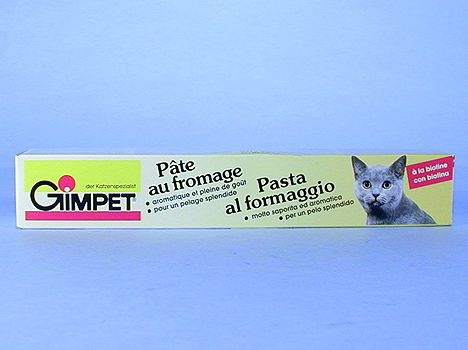 der Katzenspezialist
GIMPET®
Pâte
au fromage
• aromatique et pleine de goût
• pour un pelage splendide
Pasta
al formaggio
• molto saporita ed aromatica
• per un pelo splendido
à la biotine
con biotina